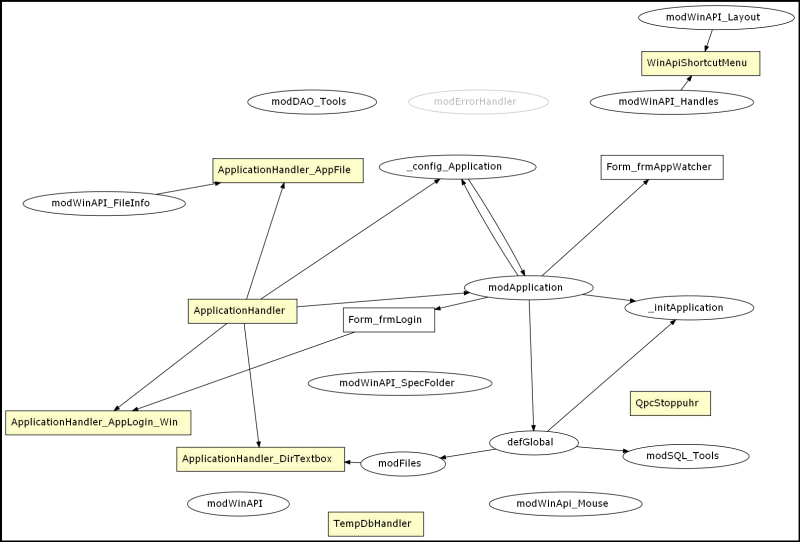 modWinAPI_Layout
WinApiShortcutMenu
modDAO_Tools
modErrorHandler
modWinAPI_Handles
ApplicationHandler_AppFile
_config_Application
Form_frmAppWatcher
modWinAPI_FileInfo
modApplication
ApplicationHandler
Form_frmLogin
_initApplication
modWinAPI_SpecFolder
QpcStoppuhr
ApplicationHandler_AppLogin_Win
defGlobal
ApplicationHandler_DirTextbox
modFiles
modSQL_Tools
modWinAPI
modWinApi_Mouse
TempDbHandler